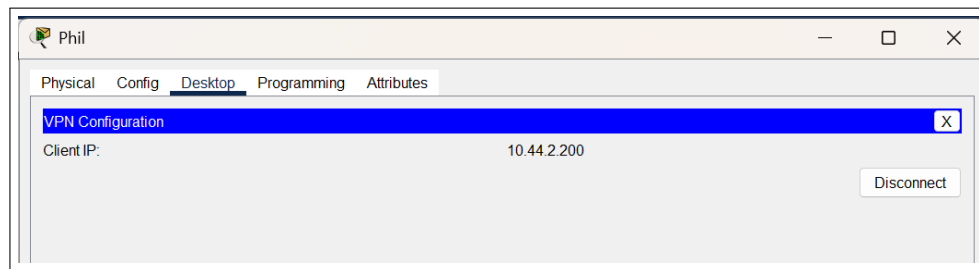 Phil
Physical Config Desktop Programming Attributes
VPN Configuration X
Client IP: 10.44.2.200
Disconnect